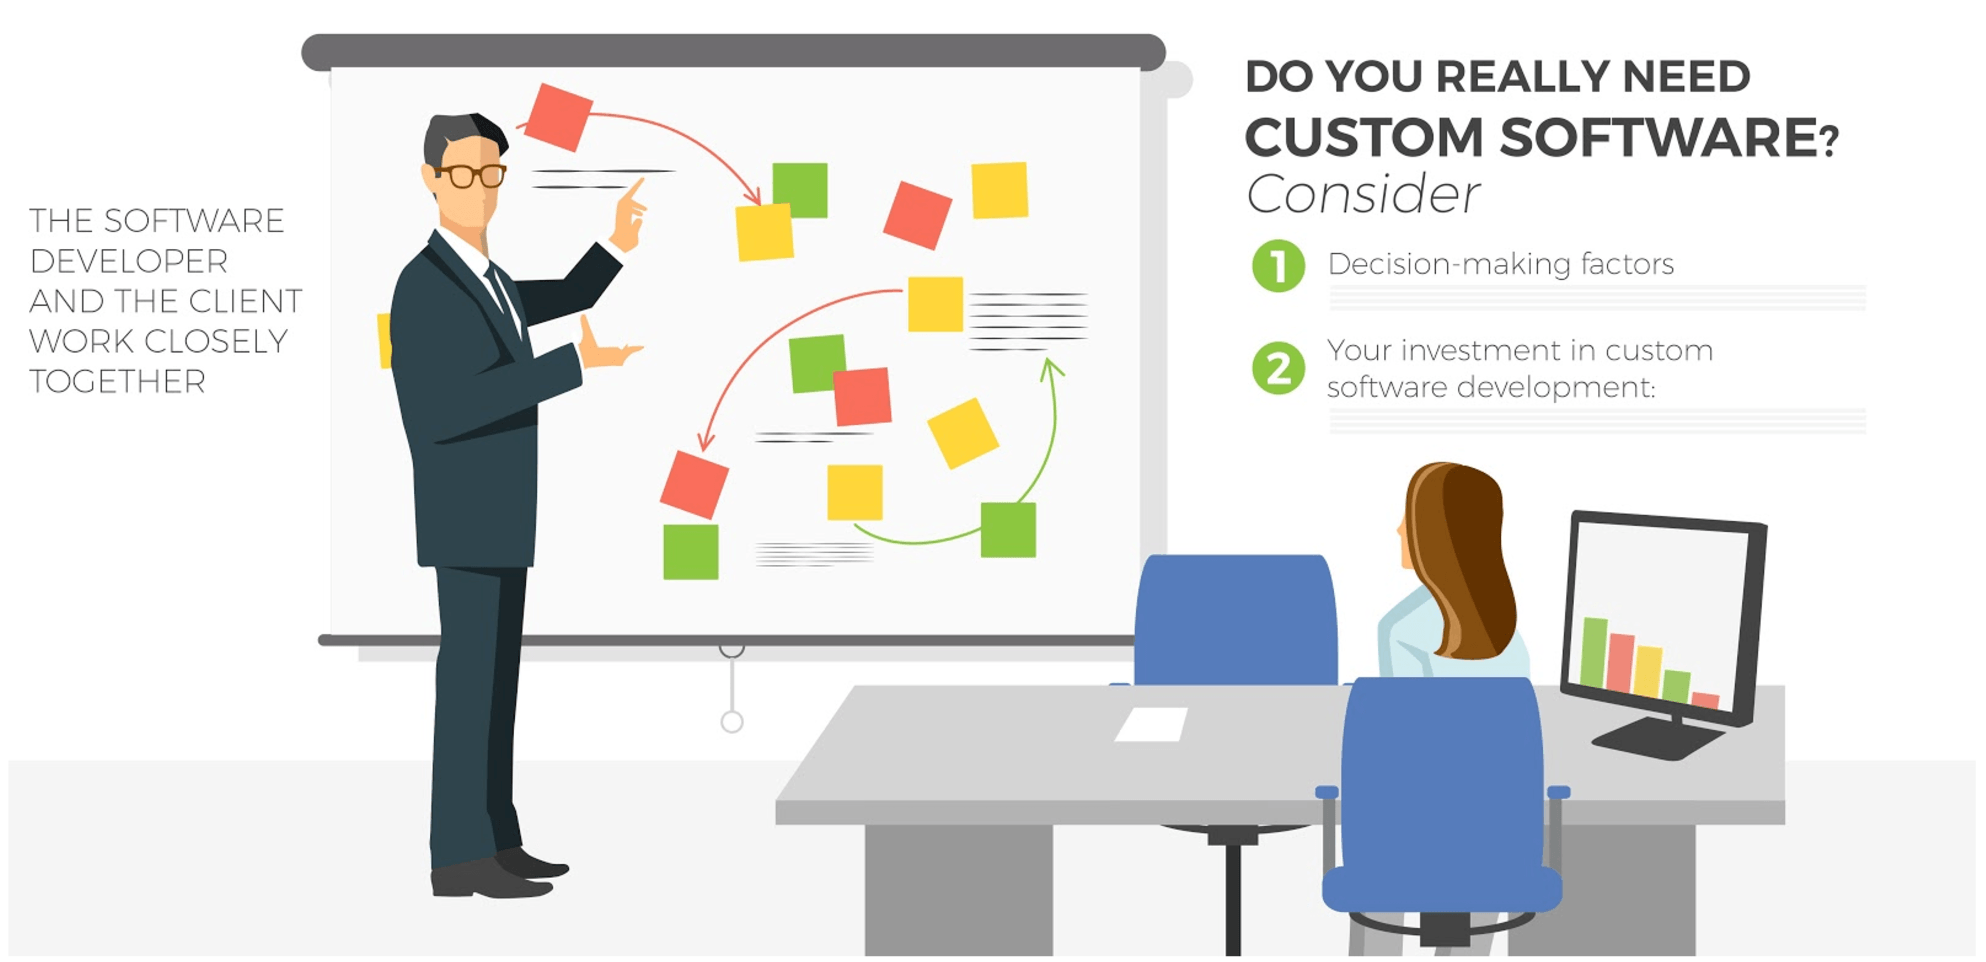 THE SOFTWARE
DEVELOPER
AND THE CLIENT
WORK CLOSELY
TOGETHER
DO YOU REALLY NEED
CUSTOM SOFTWARE?
Consider
1 Decision-making factors
2 Your investment in custom
software development: